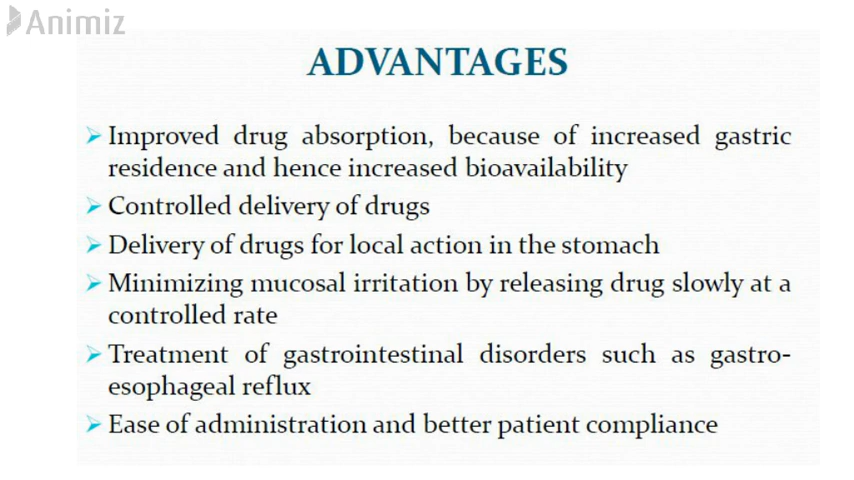 Animiz
ADVANTAGES
Improved drug absorption, because of increased gastric
residence and hence increased bioavailability
Controlled delivery of drugs
Delivery of drugs for local action in the stomach
Minimizing mucosal irritation by releasing drug slowly at a
controlled rate
Treatment of gastrointestinal disorders such as gastro-
esophageal reflux
Ease of administration and better patient compliance